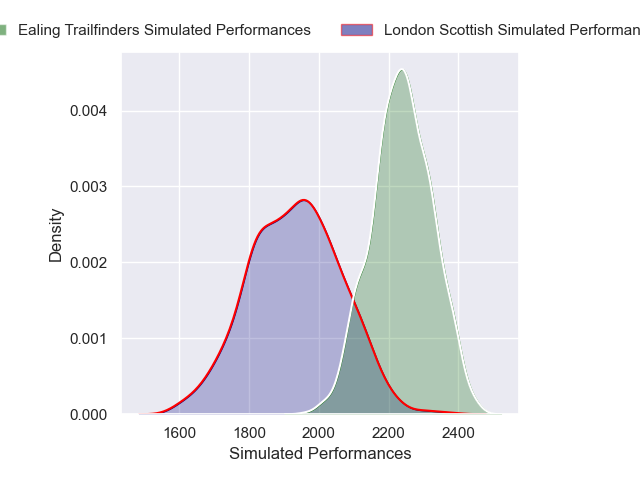 Ealing Trailfinders Simulated Performances
London Scottish Simulated Performan
0.004
0.003
0.002
0.001
0.000
Density
1600 1800 2000 2200 2400
Simulated Performances